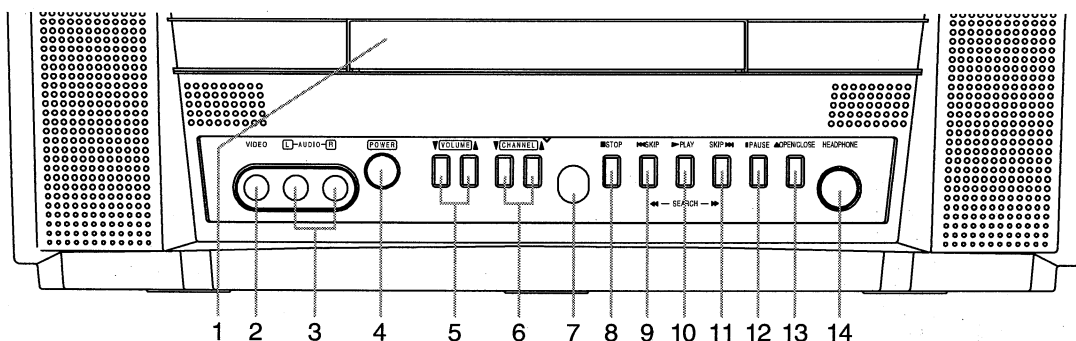 VIDEO L-AUDIO-R POWER ▼VOLUME▲ ▼CHANNEL▲ ■STOP ⏮SKIP ▶PLAY SKIP⏭ ⏸PAUSE ⏏OPEN/CLOSE HEADPHONE
◀◀ — SEARCH — ▶▶
1 2 3 4 5 6 7 8 9 10 11 12 13 14